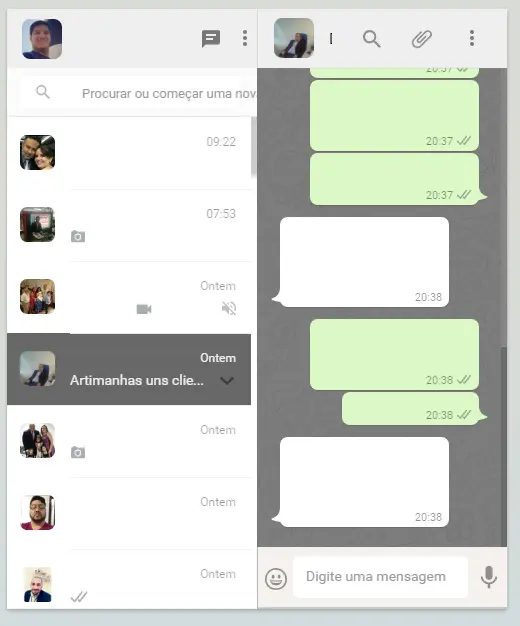 Procurar ou começar uma nov
09:22
07:53
Ontem
Ontem
Artimanhas uns clie...
Ontem
Ontem
Ontem
20:37
20:37
20:37
20:38
20:38
20:38
20:38
Digite uma mensagem